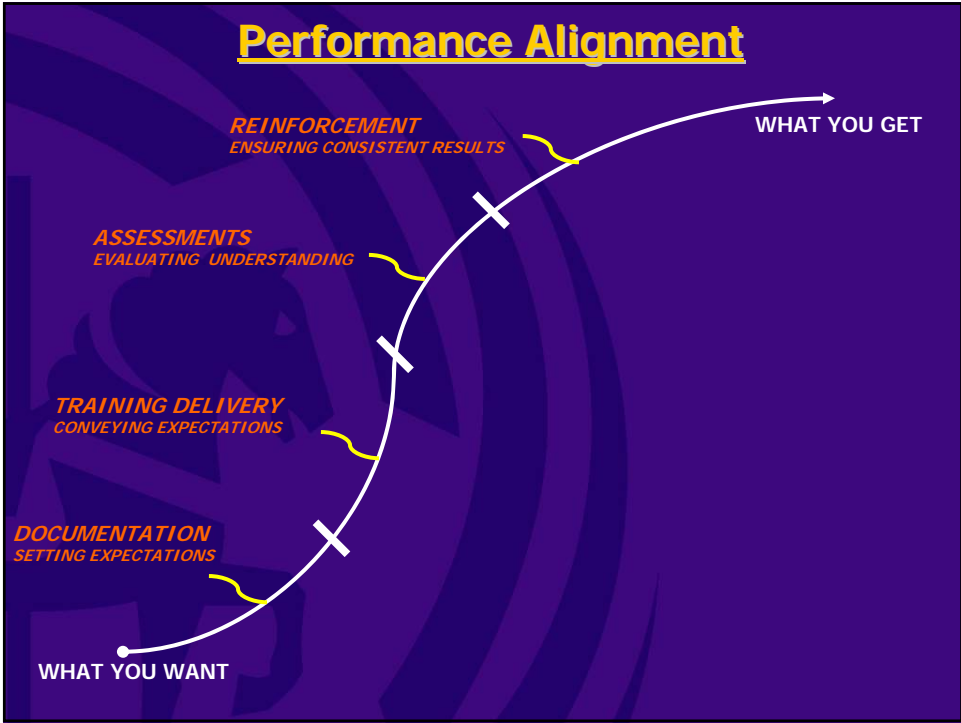 Performance Alignment
REINFORCEMENT
ENSURING CONSISTENT RESULTS
WHAT YOU GET
ASSESSMENTS
EVALUATING UNDERSTANDING
TRAINING DELIVERY
CONVEYING EXPECTATIONS
DOCUMENTATION
SETTING EXPECTATIONS
WHAT YOU WANT